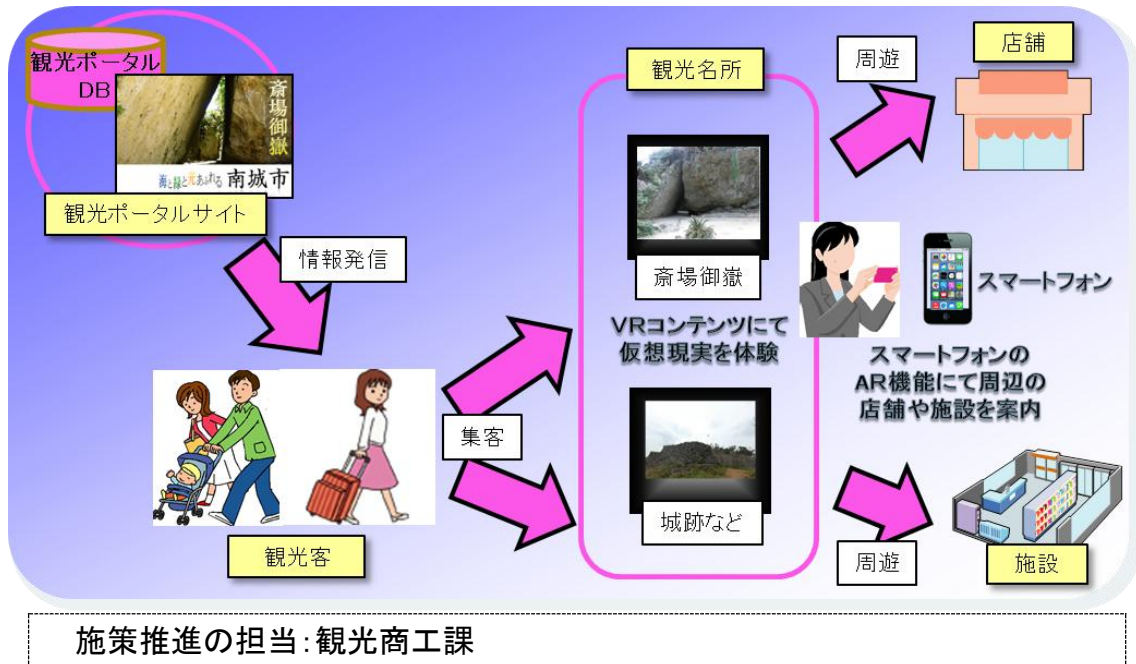 観光ポータル
DB
斎場御嶽
海と緑と光あふれる 南城市
観光ポータルサイト
情報発信
観光客
集客
観光名所
斎場御嶽
VRコンテンツにて
仮想現実を体験
城跡など
周遊
店舗
スマートフォン
スマートフォンの
AR機能にて周辺の
店舗や施設を案内
周遊
施設
施策推進の担当:観光商工課